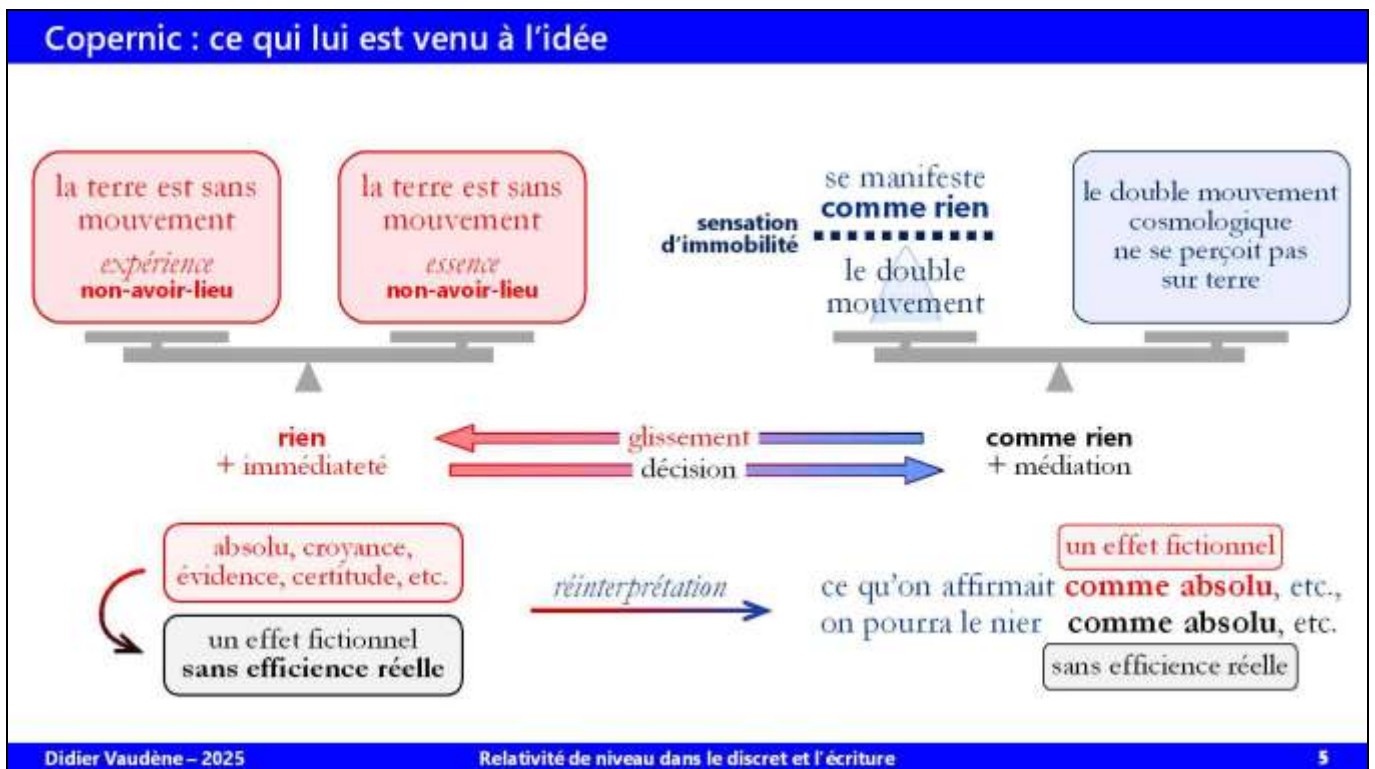 Copernic : ce qui lui est venu à l'idée
la terre est sans
mouvement
expérience
non-avoir-lieu
la terre est sans
mouvement
essence
non-avoir-lieu
sensation
d'immobilité
se manifeste
comme rien
le double
mouvement
le double mouvement
cosmologique
ne se perçoit pas
sur terre
rien
+ immédiateté
glissement
décision
comme rien
+ médiation
absolu, croyance,
évidence, certitude, etc.
un effet fictionnel
sans efficience réelle
réinterprétation
un effet fictionnel
ce qu'on affirmait comme absolu, etc.,
on pourra le nier comme absolu, etc.
sans efficience réelle
Didier Vaudène – 2025
Relativité de niveau dans le discret et l'écriture
5